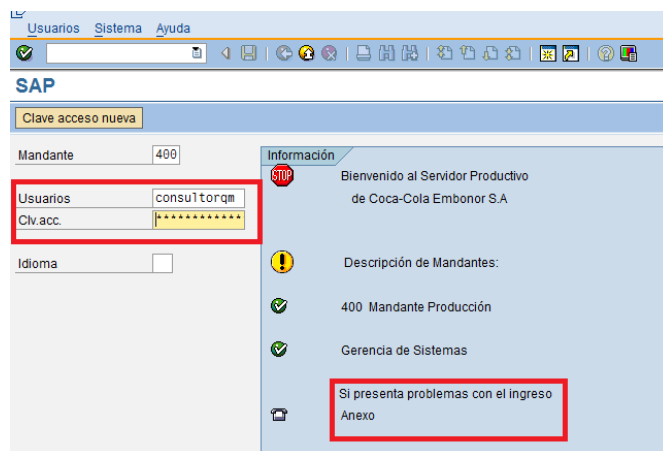 Usuarios Sistema Ayuda
SAP
Clave acceso nueva
Mandante 400
Usuarios consultorqm
Clv.acc. ************
Idioma
Información
STOP
Bienvenido al Servidor Productivo
de Coca-Cola Embonor S.A
Descripción de Mandantes:
400 Mandante Producción
Gerencia de Sistemas
Si presenta problemas con el ingreso
Anexo